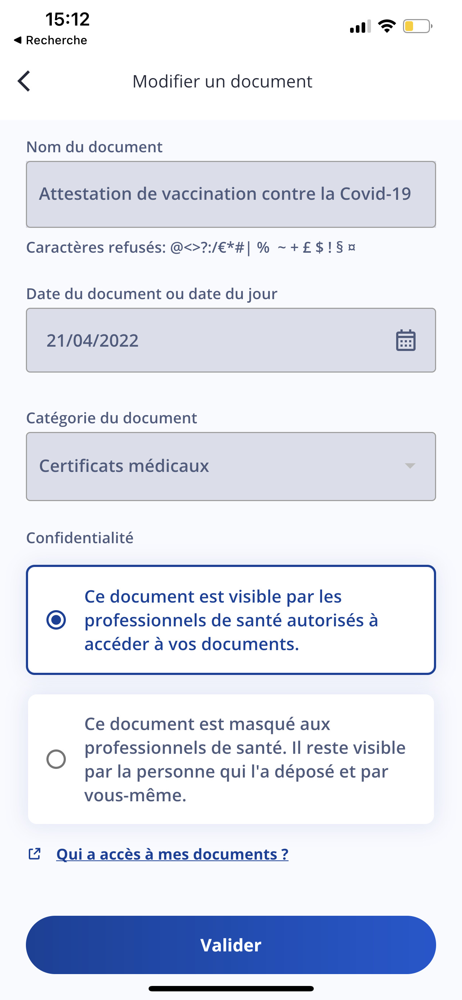 15:12
Recherche
Modifier un document
Nom du document
Attestation de vaccination contre la Covid-19
Caractères refusés: @<>?:/€*#| %  ~ + £ $ ! § ¤
Date du document ou date du jour
21/04/2022
Catégorie du document
Certificats médicaux
Confidentialité
Ce document est visible par les
professionnels de santé autorisés à
accéder à vos documents.
Ce document est masqué aux
professionnels de santé. Il reste visible
par la personne qui l'a déposé et par
vous-même.
Qui a accès à mes documents ?
Valider